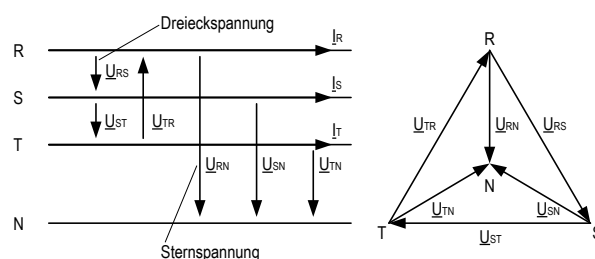 Dreieckspannung
R
I_R
U_RS
S
I_S
U_ST
U_TR
T
I_T
U_RN
U_SN
U_TN
N
Sternspannung
R
U_TR
U_RN
U_RS
N
U_TN
U_SN
T
U_ST
S